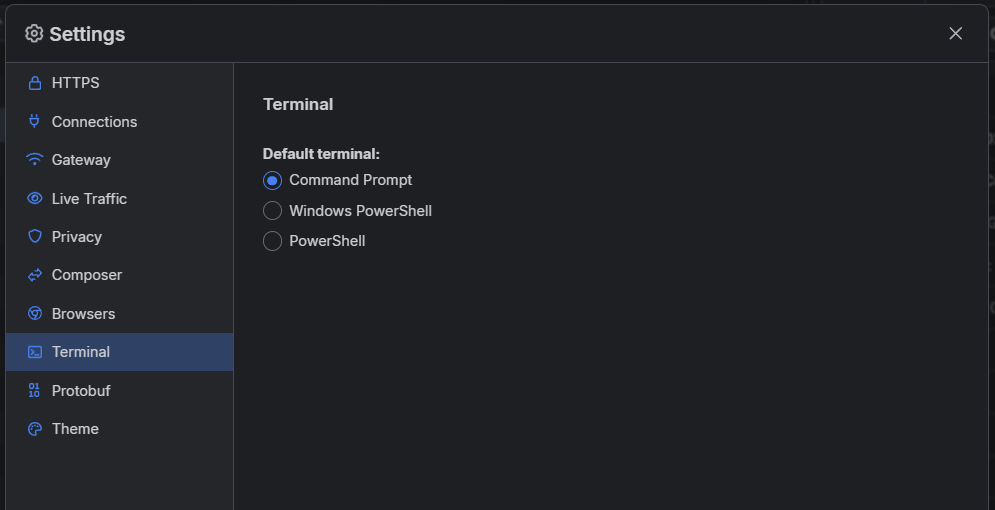 Settings
HTTPS
Connections
Gateway
Live Traffic
Privacy
Composer
Browsers
Terminal
Protobuf
Theme
Terminal
Default terminal:
Command Prompt
Windows PowerShell
PowerShell